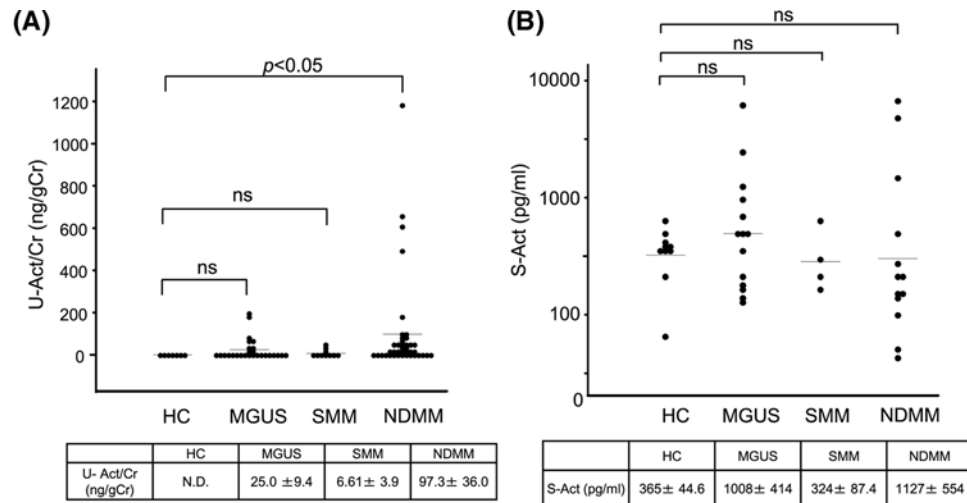 (A)
p<0.05
ns
ns
U-Act/Cr (ng/gCr)
1200
1000
800
600
400
200
0
HC MGUS SMM NDMM
HC MGUS SMM NDMM
U- Act/Cr (ng/gCr) N.D. 25.0 ±9.4 6.61± 3.9 97.3± 36.0
(B)
ns
ns
ns
S-Act (pg/ml)
10000
1000
100
0
HC MGUS SMM NDMM
HC MGUS SMM NDMM
S-Act (pg/ml) 365± 44.6 1008± 414 324± 87.4 1127± 554